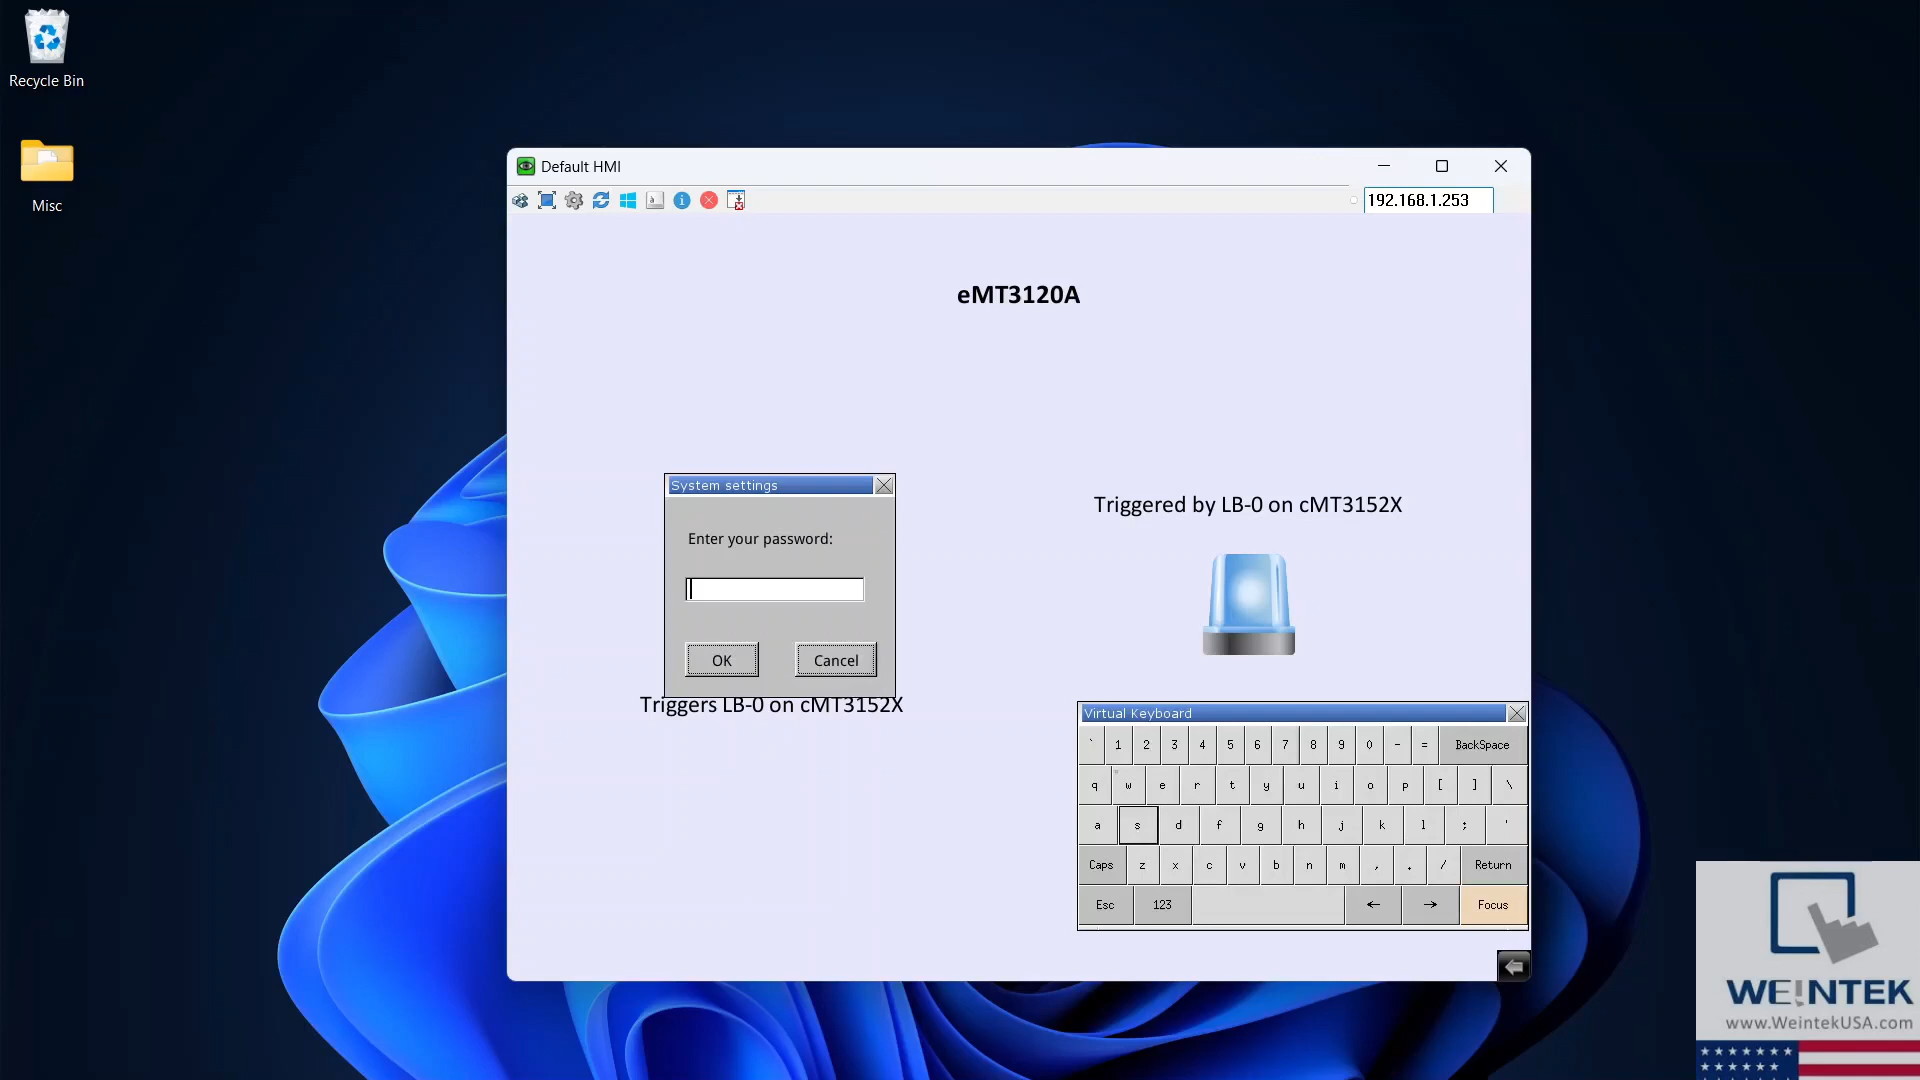 Recycle Bin
Misc
Default HMI
192.168.1.253
eMT3120A
System settings
Enter your password:
OK Cancel
Triggers LB-0 on cMT3152X
Triggered by LB-0 on cMT3152X
Virtual Keyboard
` 1 2 3 4 5 6 7 8 9 0 - = BackSpace
q w e r t y u i o p [ ] \
a s d f g h j k l ; '
Caps z x c v b n m , . / Return
Esc 123 ← → Focus
WEINTEK
www.WeintekUSA.com